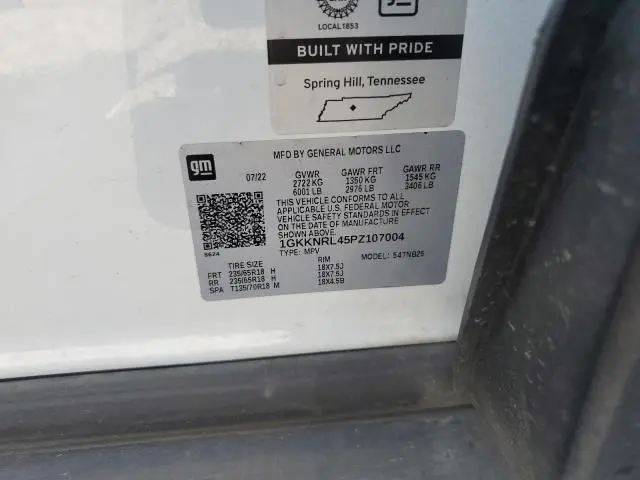 gm
LOCAL 1853
BUILT WITH PRIDE
Spring Hill, Tennessee
gm
MFD BY GENERAL MOTORS LLC
07/22 GVWR GAWR FRT GAWR RR
2722 KG 1350 KG 1545 KG
6001 LB 2976 LB 3406 LB
THIS VEHICLE CONFORMS TO ALL
APPLICABLE U.S. FEDERAL MOTOR
VEHICLE SAFETY STANDARDS IN EFFECT
ON THE DATE OF MANUFACTURE
SHOWN ABOVE.
1GKKNRL45PZ107004
TYPE: MPV MODEL: 54TNB26
S624
TIRE SIZE RIM
FRT 235/65R18 H 18X7.5J
RR 235/65R18 H 18X7.5J
SPA T135/70R18 M 18X4.5B